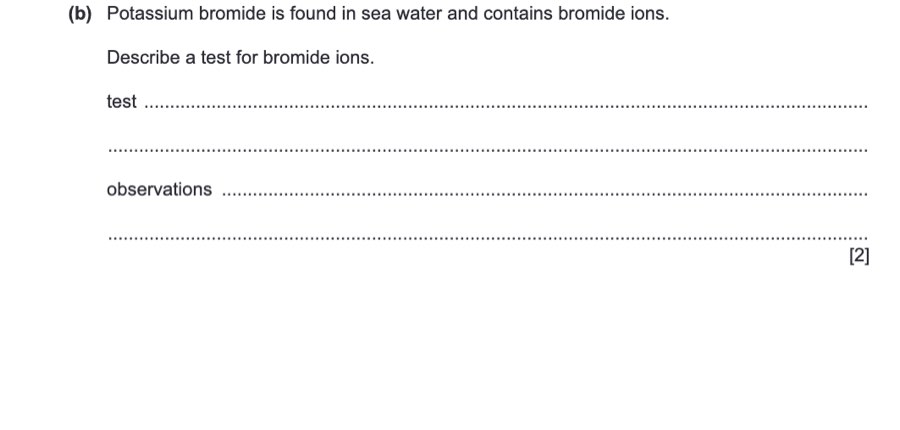 (b) Potassium bromide is found in sea water and contains bromide ions.
Describe a test for bromide ions.
test ......................................................................................................................................
..............................................................................................................................................
observations ........................................................................................................................
..............................................................................................................................................
[2]